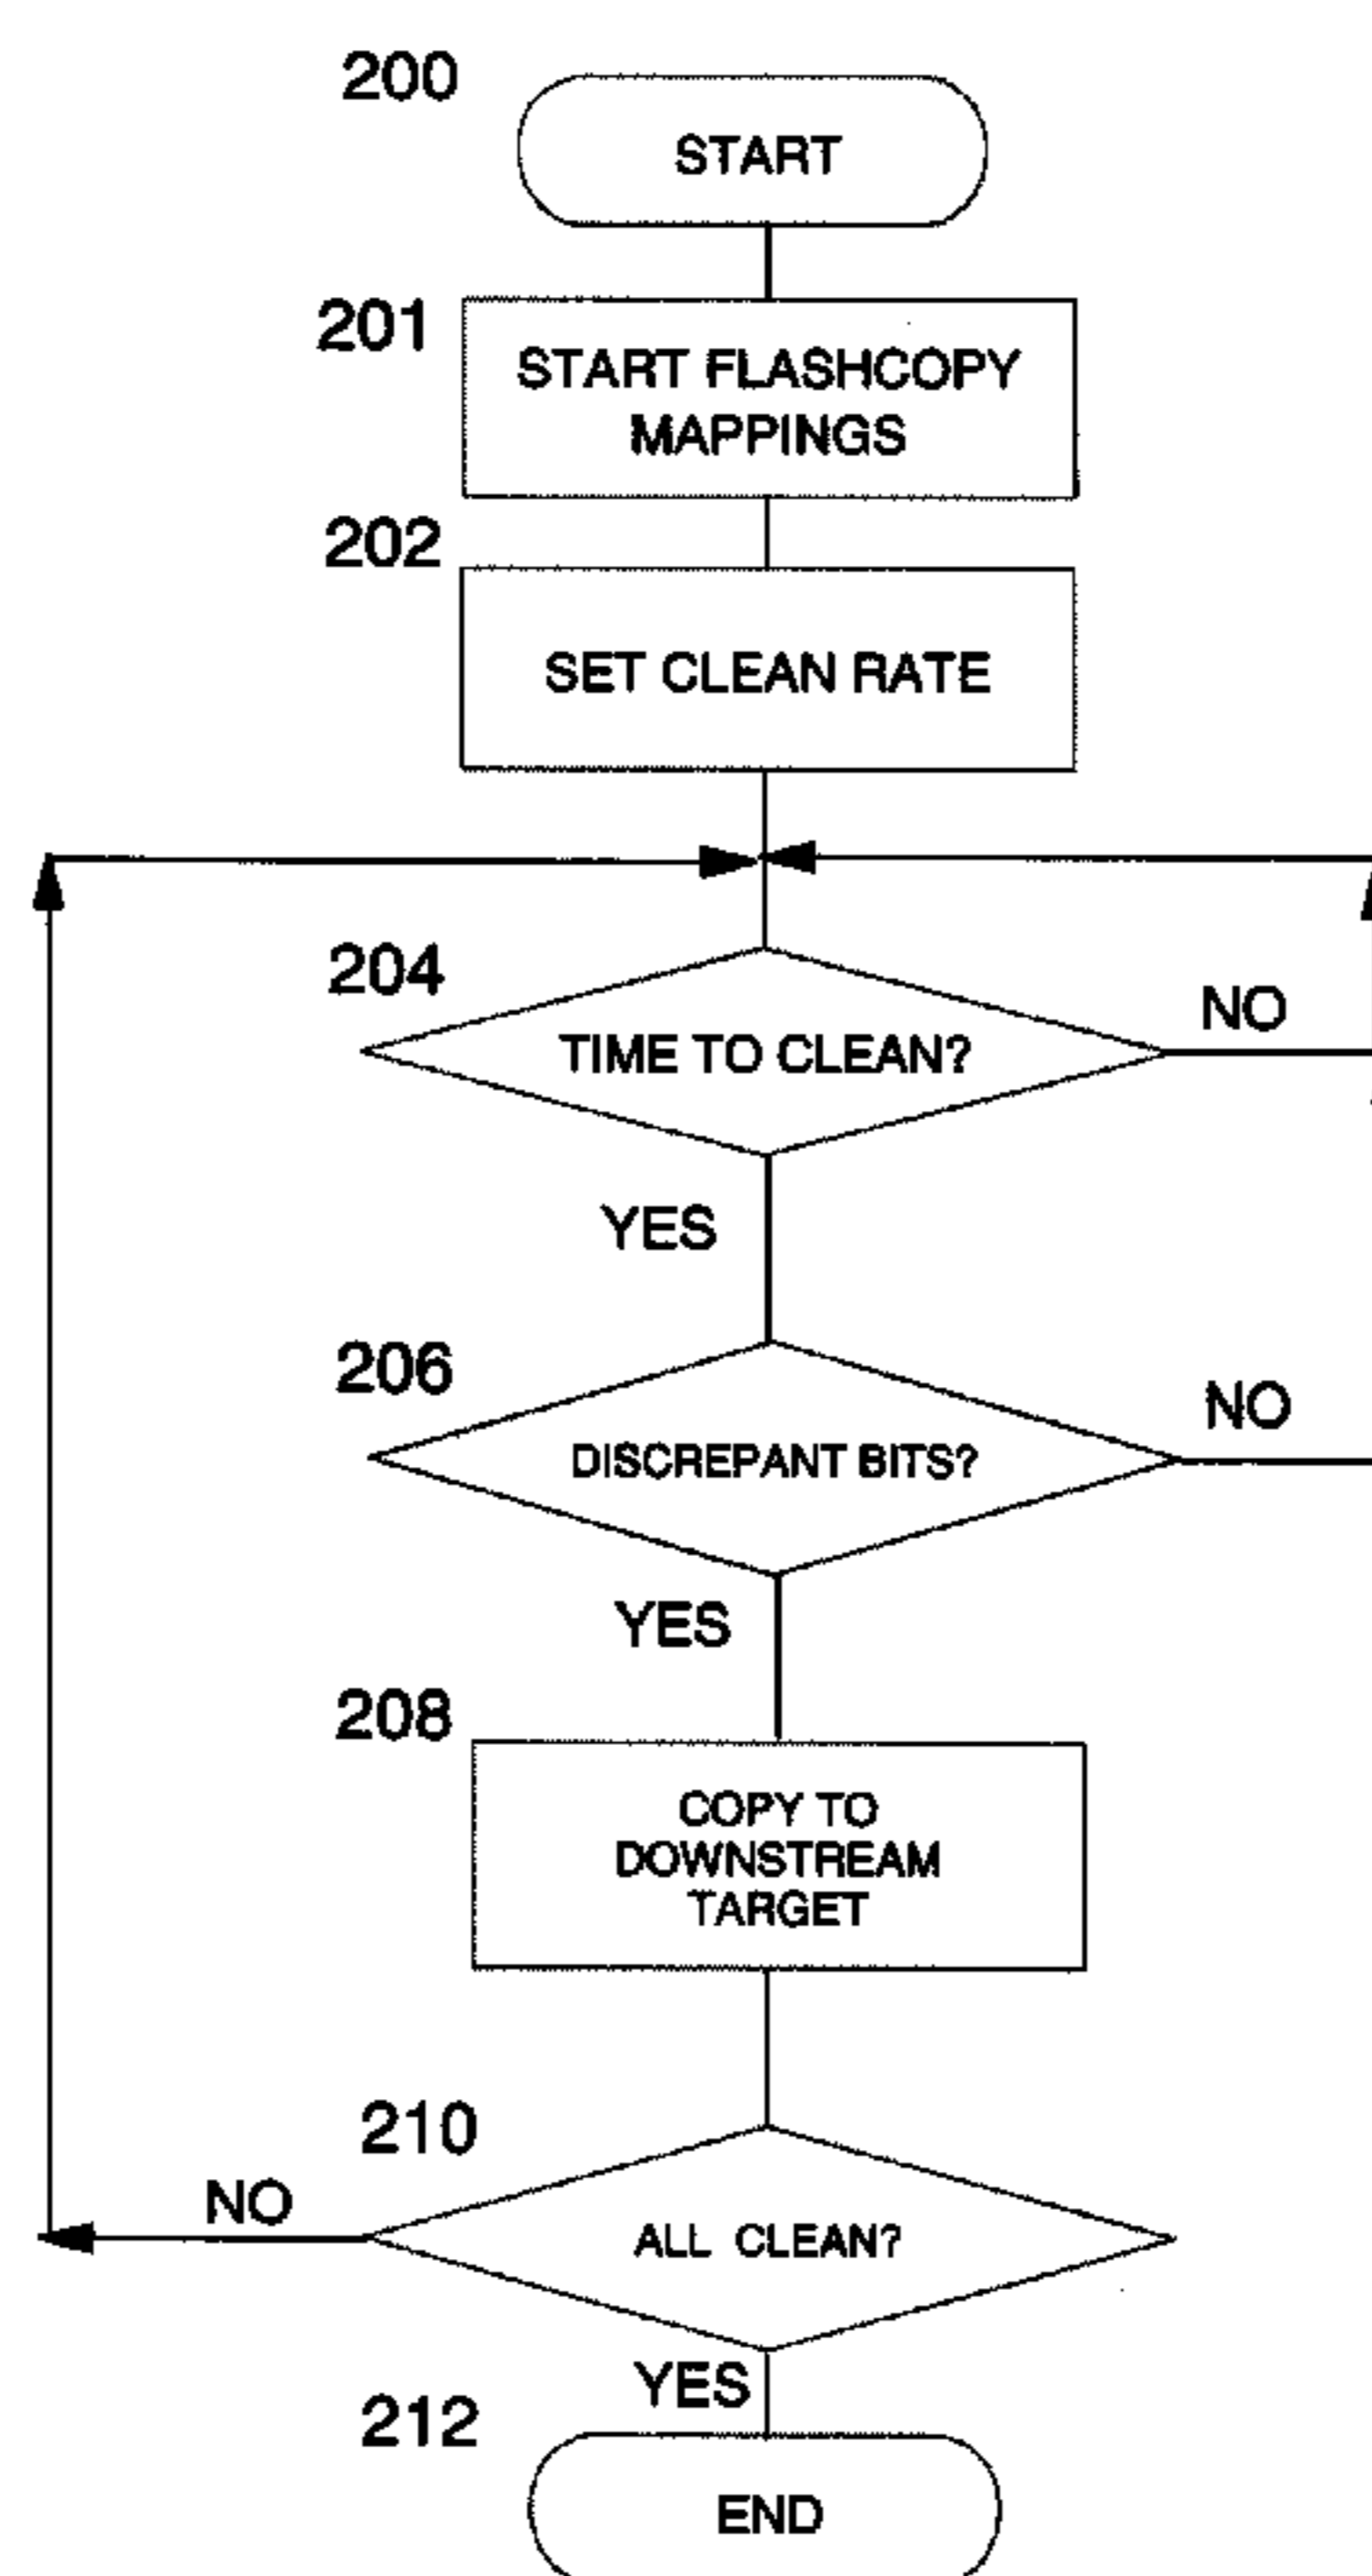 200
START
201
START FLASHCOPY
MAPPINGS
202
SET CLEAN RATE
204
TIME TO CLEAN?
NO
YES
206
DISCREPANT BITS?
NO
YES
208
COPY TO
DOWNSTREAM
TARGET
210
ALL CLEAN?
NO
YES
212
END